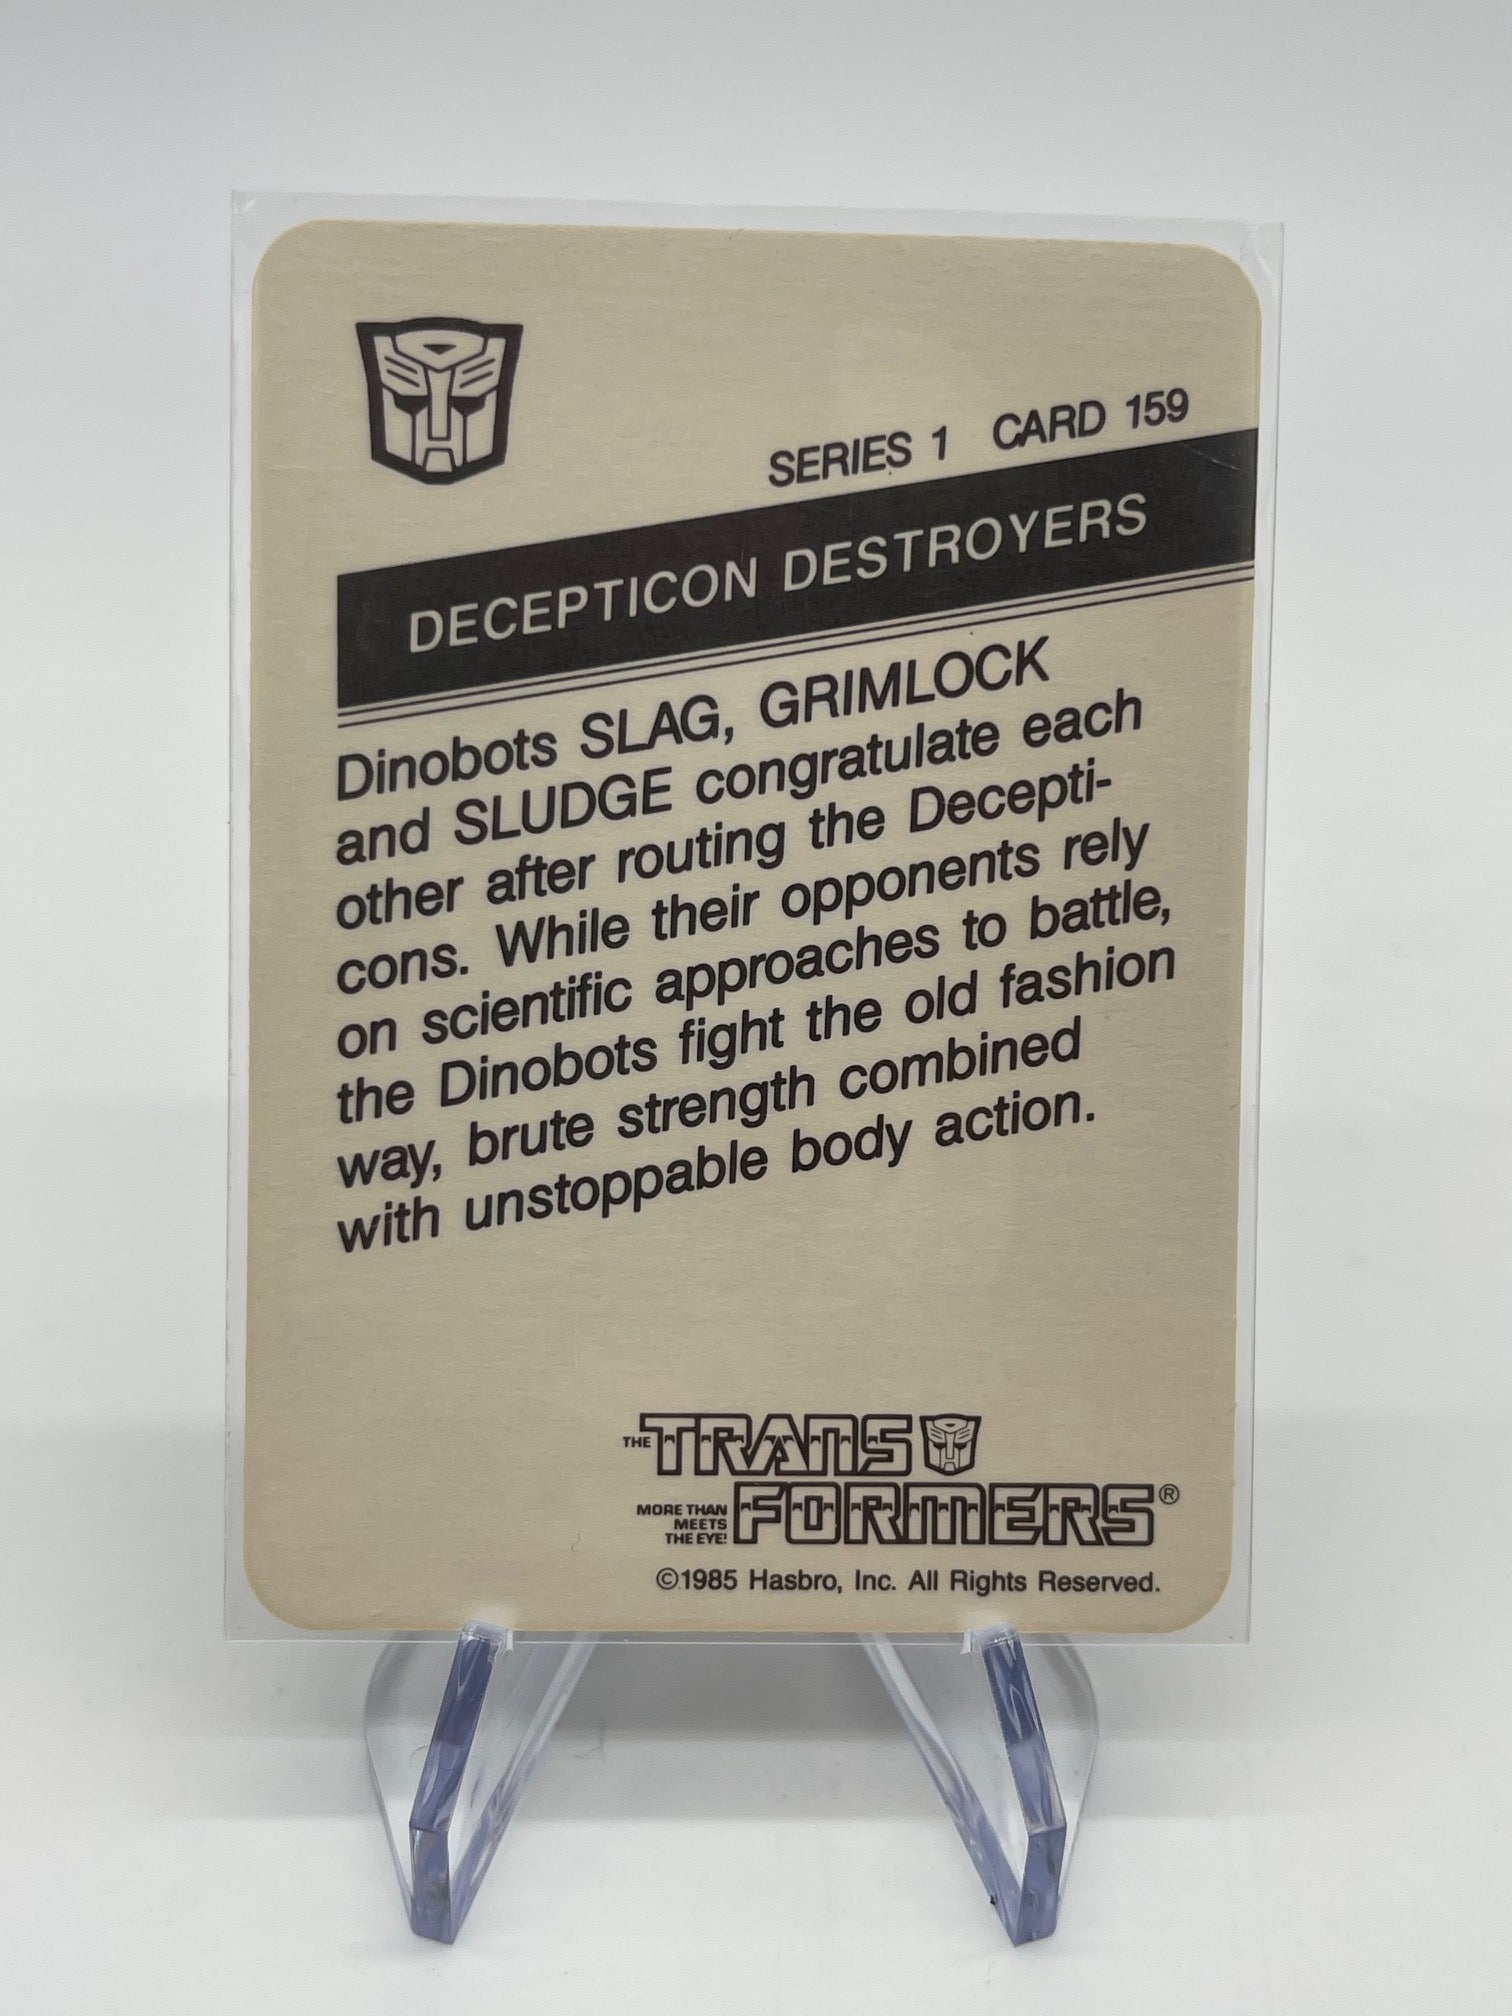 SERIES 1 CARD 159
DECEPTICON DESTROYERS
Dinobots SLAG, GRIMLOCK
and SLUDGE congratulate each
other after routing the Decepti-
cons. While their opponents rely
on scientific approaches to battle,
the Dinobots fight the old fashion
way, brute strength combined
with unstoppable body action.
THE TRANS
FORMERS®
MORE THAN
MEETS
THE EYE!
©1985 Hasbro, Inc. All Rights Reserved.